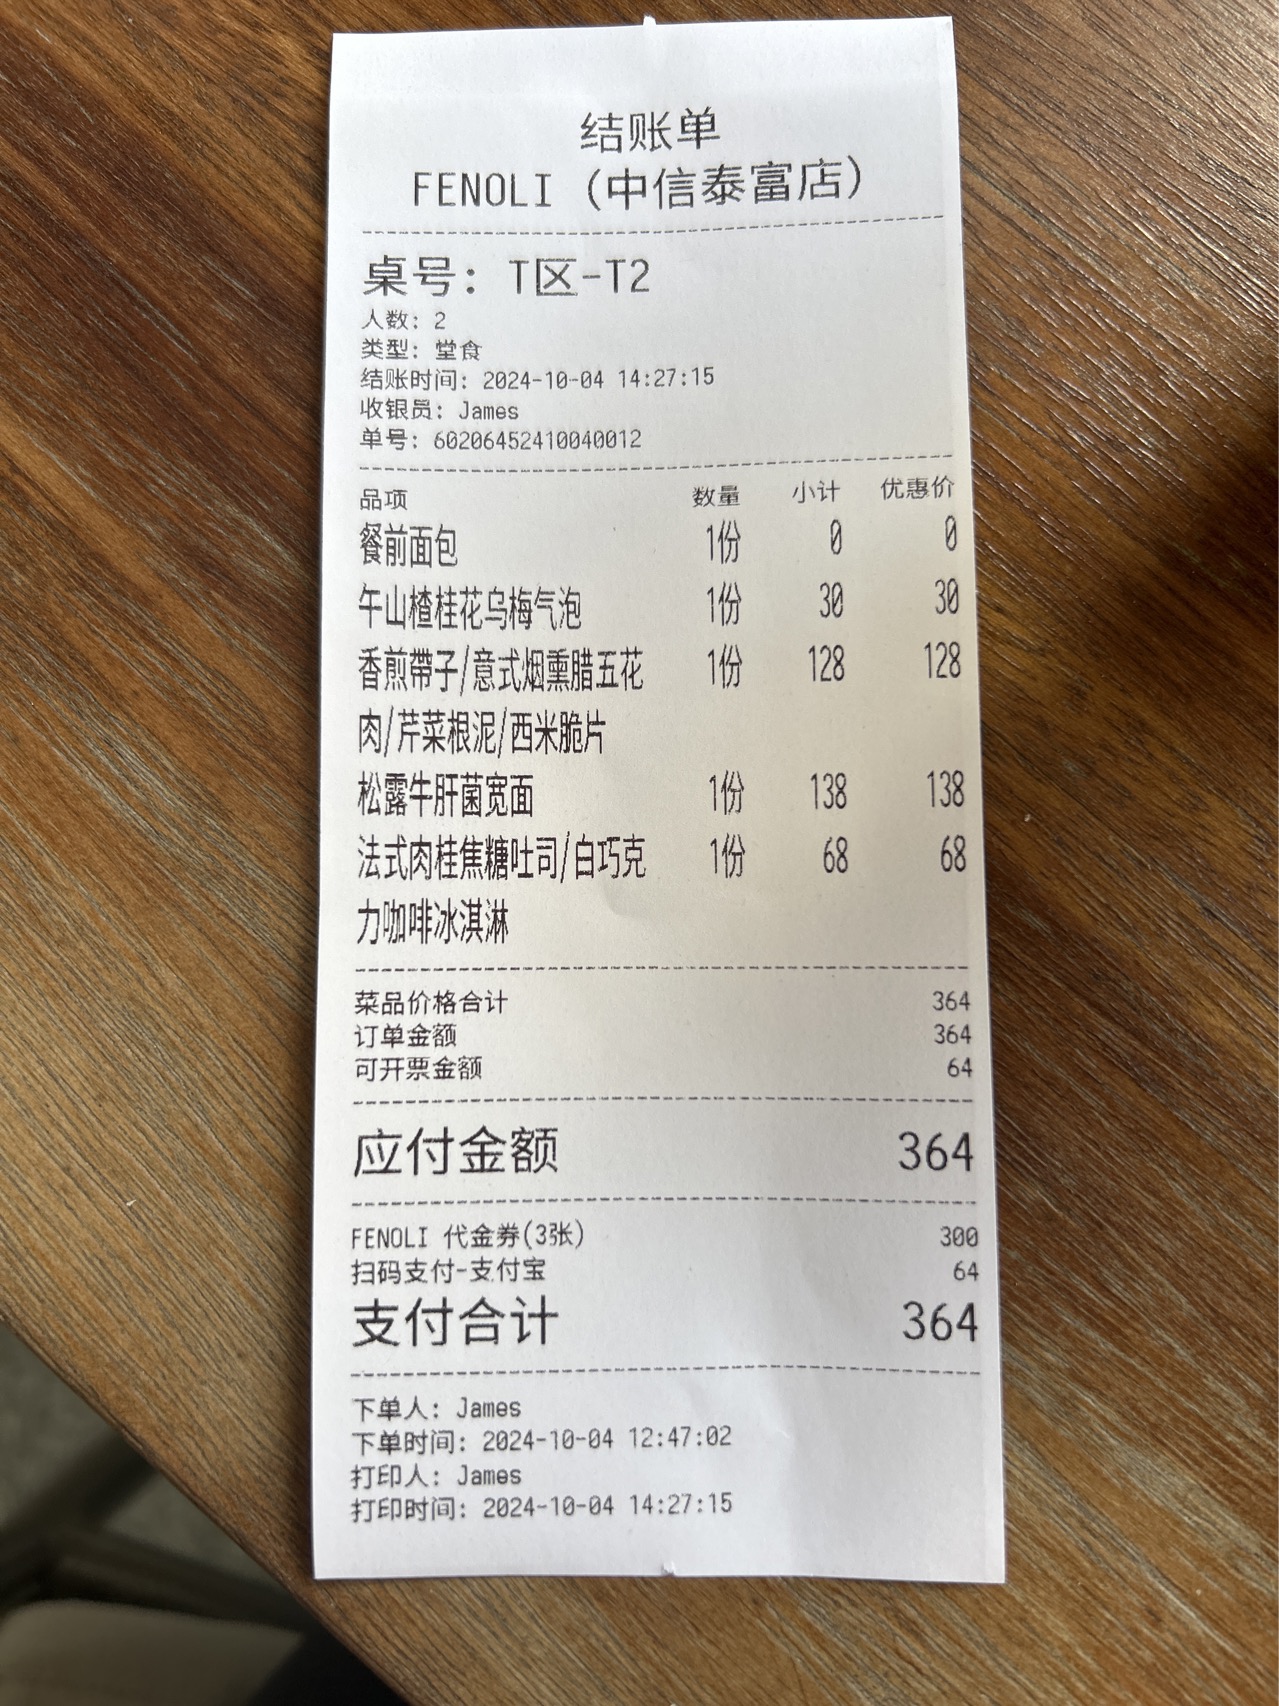 结账单
FENOLI（中信泰富店）
桌号：T区-T2
人数：2
类型：堂食
结账时间：2024-10-04 14:27:15
收银员：James
单号：60206452410040012
品项 数量 小计 优惠价
餐前面包 1份 0 0
午山楂桂花乌梅气泡 1份 30 30
香煎帶子/意式烟熏腊五花 1份 128 128
肉/芹菜根泥/西米脆片
松露牛肝菌宽面 1份 138 138
法式肉桂焦糖吐司/白巧克 1份 68 68
力咖啡冰淇淋
菜品价格合计 364
订单金额 364
可开票金额 64
应付金额 364
FENOLI 代金券(3张) 300
扫码支付-支付宝 64
支付合计 364
下单人：James
下单时间：2024-10-04 12:47:02
打印人：James
打印时间：2024-10-04 14:27:15